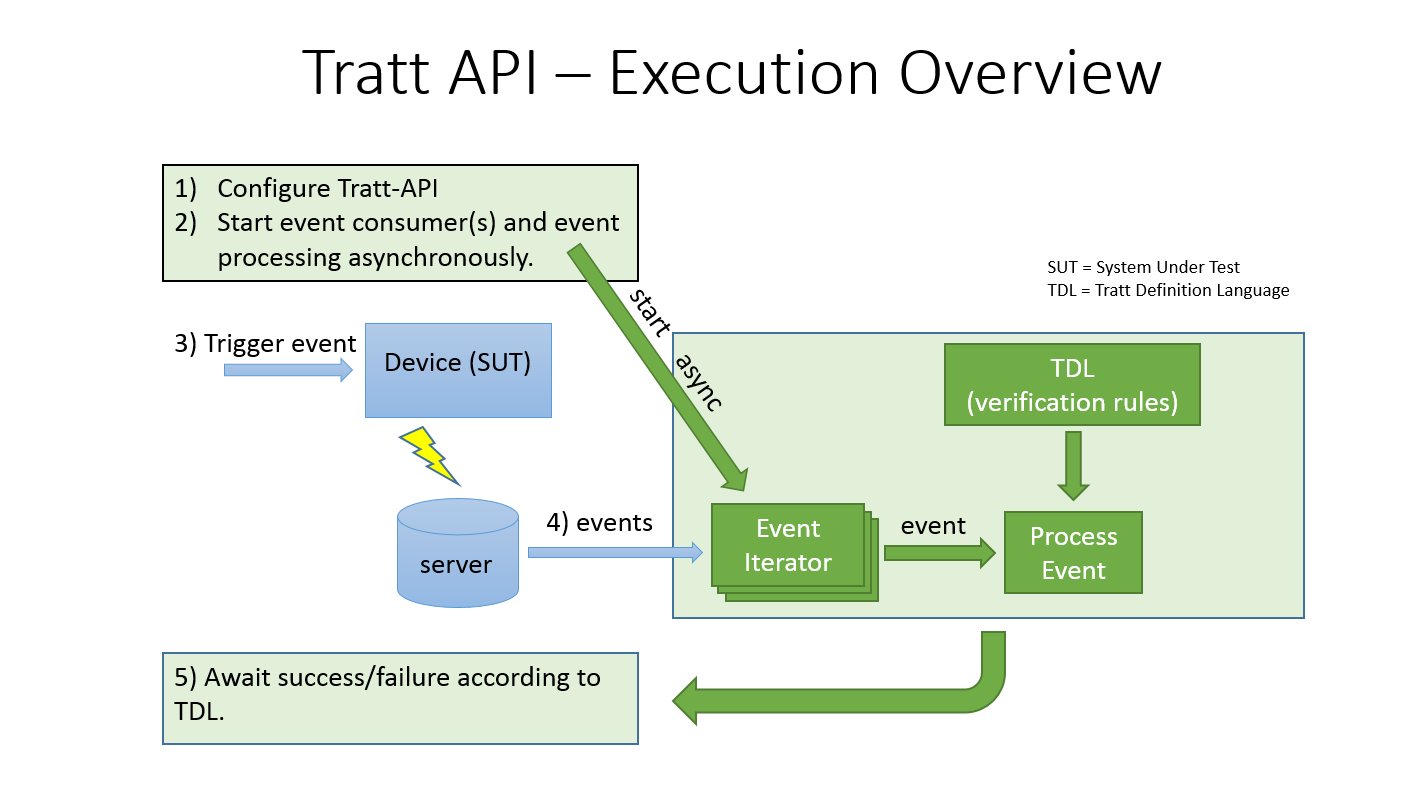 Tratt API – Execution Overview
1) Configure Tratt-API
2) Start event consumer(s) and event
processing asynchronously.
SUT = System Under Test
TDL = Tratt Definition Language
start async
3) Trigger event
Device (SUT)
TDL
(verification rules)
server
4) events
Event
Iterator
event
Process
Event
5) Await success/failure according to
TDL.